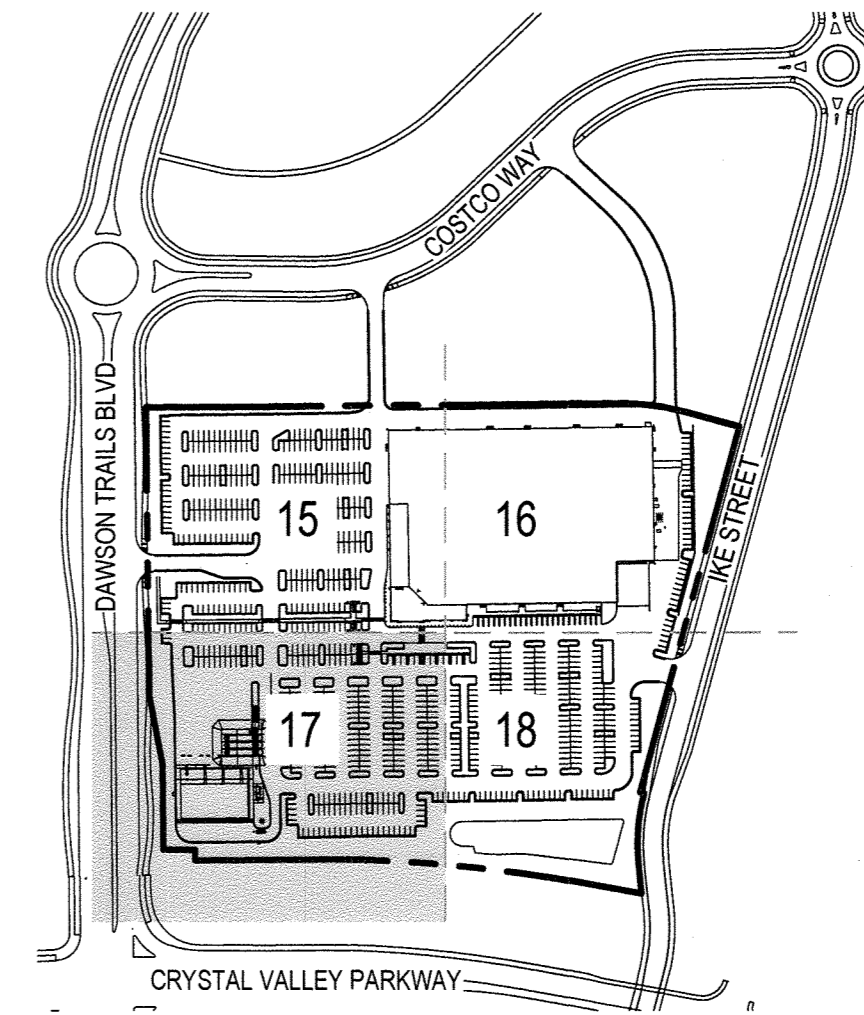 COSTCO WAY
DAWSON TRAILS BLVD
15
16
IKE STREET
17
18
CRYSTAL VALLEY PARKWAY